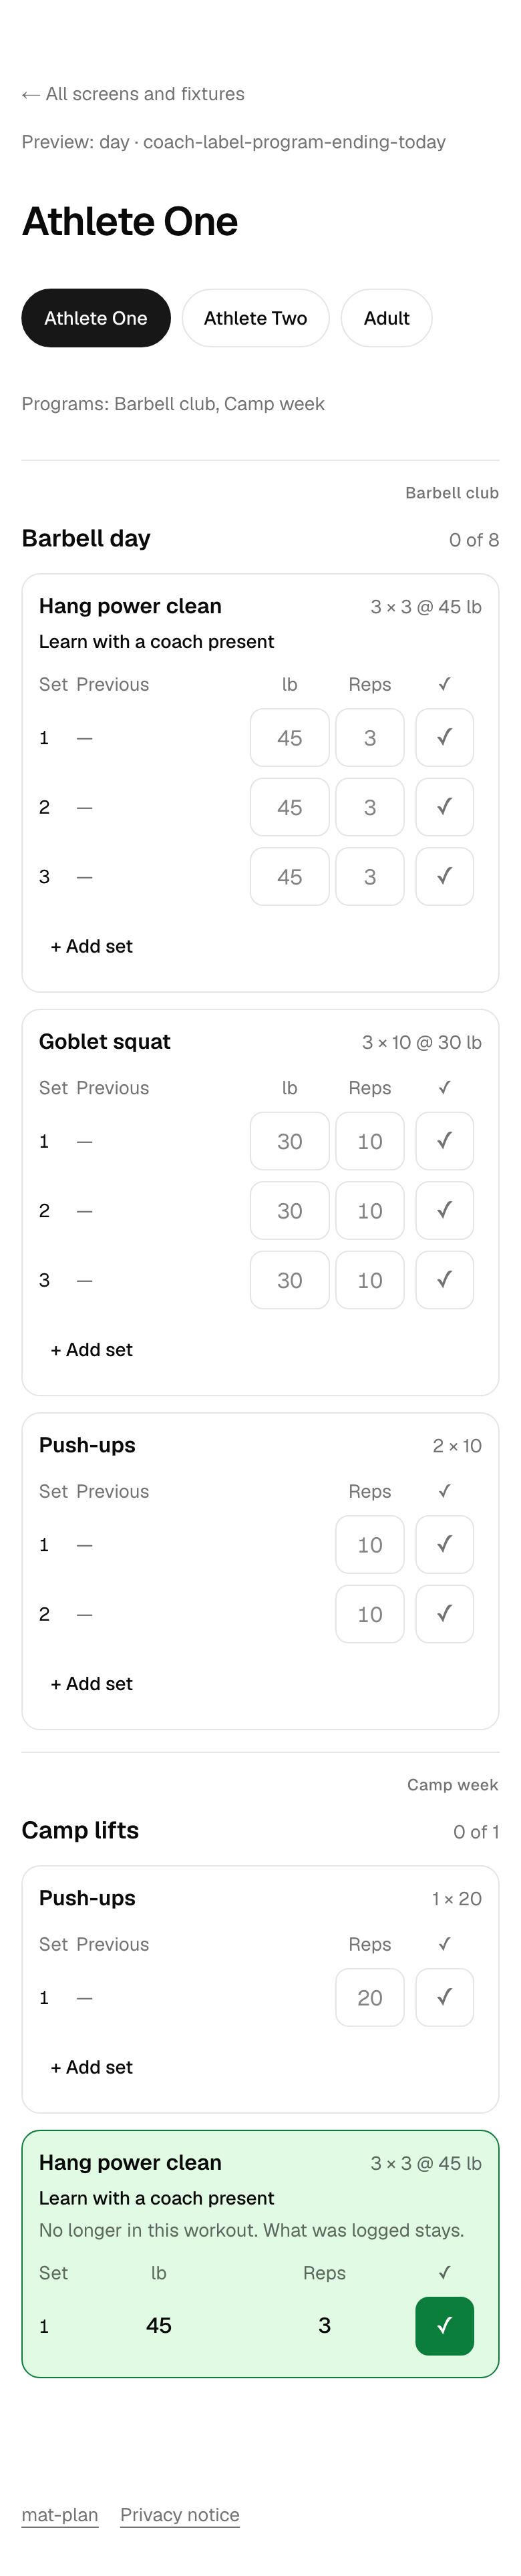 ← All screens and fixtures
Preview: day · coach-label-program-ending-today
Athlete One
Athlete One Athlete Two Adult
Programs: Barbell club, Camp week
Barbell club
Barbell day 0 of 8
Hang power clean 3 × 3 @ 45 lb
Learn with a coach present
Set Previous lb Reps ✓
1 — 45 3 ✓
2 — 45 3 ✓
3 — 45 3 ✓
+ Add set
Goblet squat 3 × 10 @ 30 lb
Set Previous lb Reps ✓
1 — 30 10 ✓
2 — 30 10 ✓
3 — 30 10 ✓
+ Add set
Push-ups 2 × 10
Set Previous Reps ✓
1 — 10 ✓
2 — 10 ✓
+ Add set
Camp week
Camp lifts 0 of 1
Push-ups 1 × 20
Set Previous Reps ✓
1 — 20 ✓
+ Add set
Hang power clean 3 × 3 @ 45 lb
Learn with a coach present
No longer in this workout. What was logged stays.
Set lb Reps ✓
1 45 3 ✓
mat-plan Privacy notice